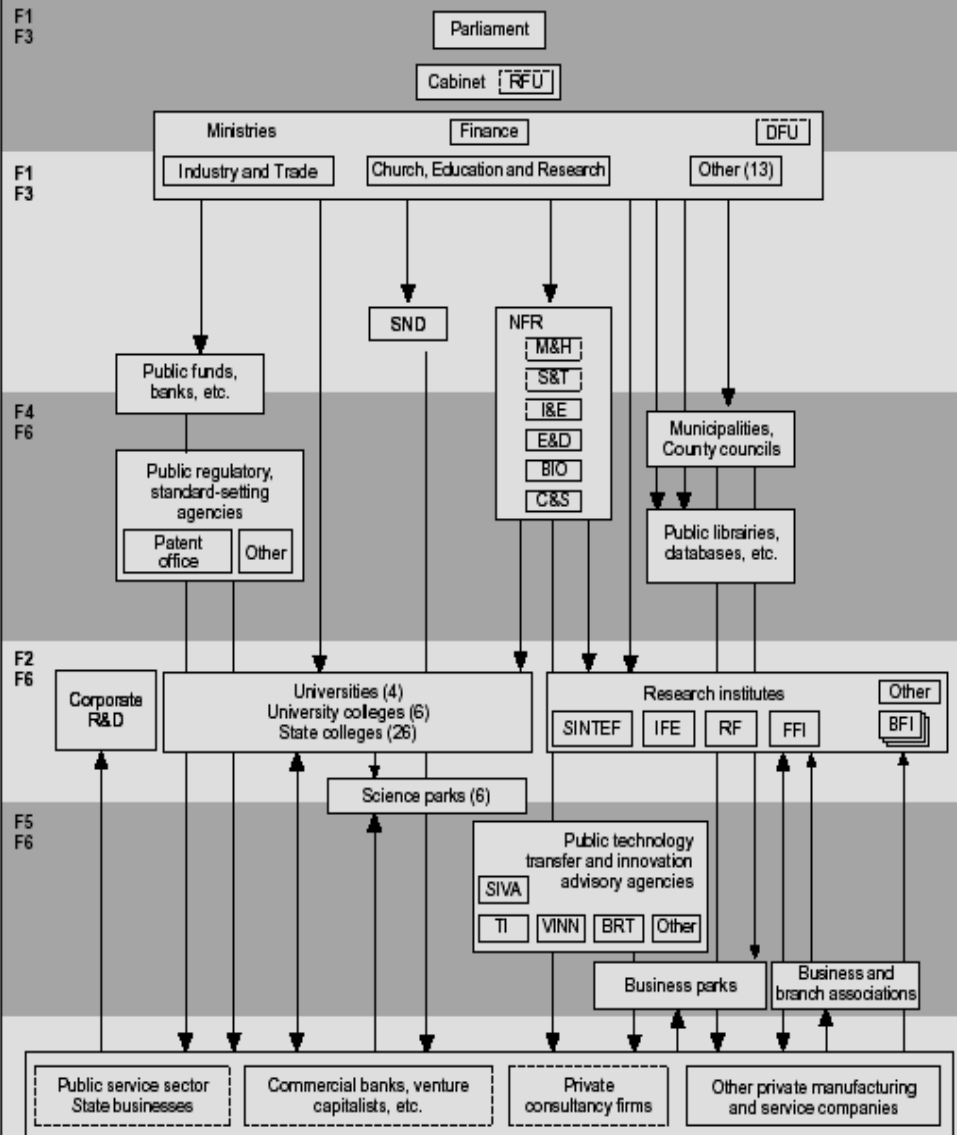 F1
F3
Parliament
Cabinet RFU
Ministries Finance DFU
F1
F3
Industry and Trade Church, Education and Research Other (13)
SND
NFR
M&H
S&T
I&E
E&D
BIO
C&S
Public funds,
banks, etc.
F4
F6
Municipalities,
County councils
Public regulatory,
standard-setting
agencies
Patent
office
Other
Public librairies,
databases, etc.
F2
F6
Corporate
R&D
Universities (4)
University colleges (6)
State colleges (26)
Research institutes Other
SINTEF IFE RF FFI BFI
Science parks (6)
F5
F6
Public technology
transfer and innovation
advisory agencies
SIVA
TI VINN BRT Other
Business parks
Business and
branch associations
Public service sector
State businesses
Commercial banks, venture
capitalists, etc.
Private
consultancy firms
Other private manufacturing
and service companies